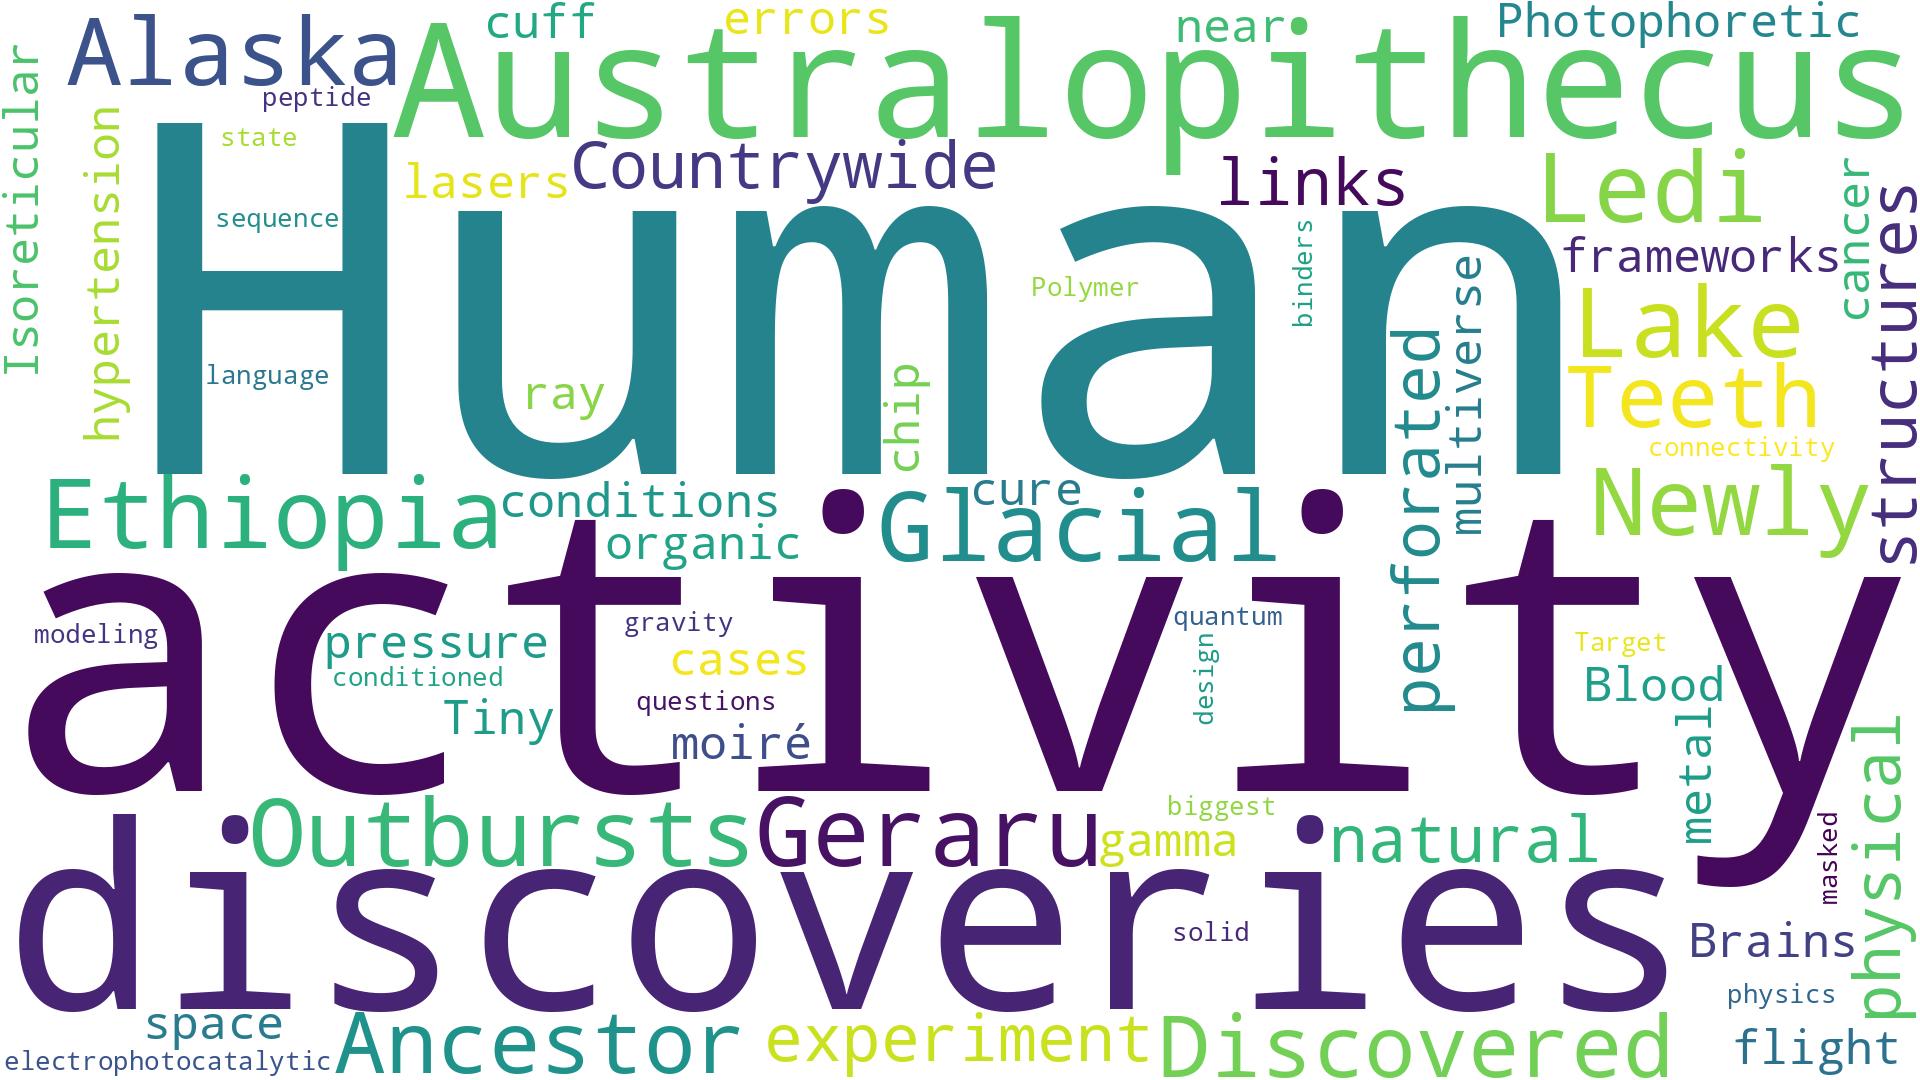 Alaska
cuff
errors
near
Photophoretic
Australopithecus
Isoreticular
peptide
hypertension
state
lasers
Countrywide
links
Ledi
cancer
structures
Human
sequence
binders
frameworks
Polymer
multiverse
Lake
language
ray
chip
perforated
Teeth
connectivity
Newly
Ethiopia
conditions
cure
Glacial
organic
activity
modeling
pressure
gravity
quantum
design
Target
conditioned
cases
Blood
questions
Tiny
moiré
metal
physical
Outbursts
Geraru
biggest
gamma
natural
masked
discoveries
solid
Brains
physics
space
Ancestor
experiment
Discovered
flight
electrophotocatalytic